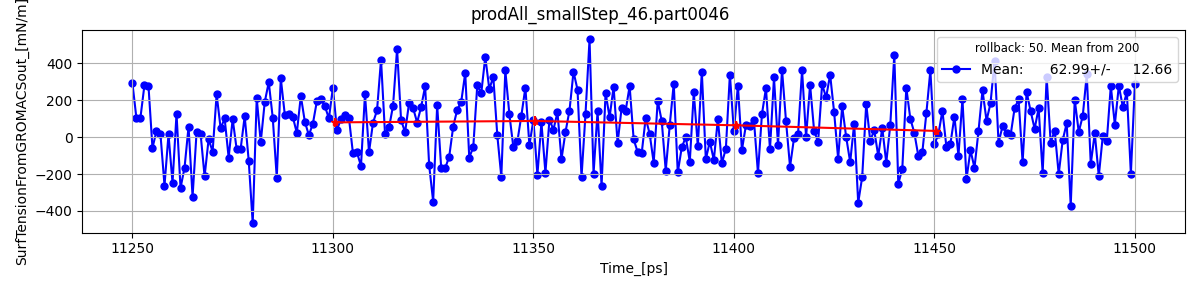 prodAll_smallStep_46.part0046
SurfTensionFromGROMACSout_[mN/m]
400
200
0
−200
−400
rollback: 50. Mean from 200
Mean: 62.99+/- 12.66
11250
11300
11350
11400
11450
11500
Time_[ps]